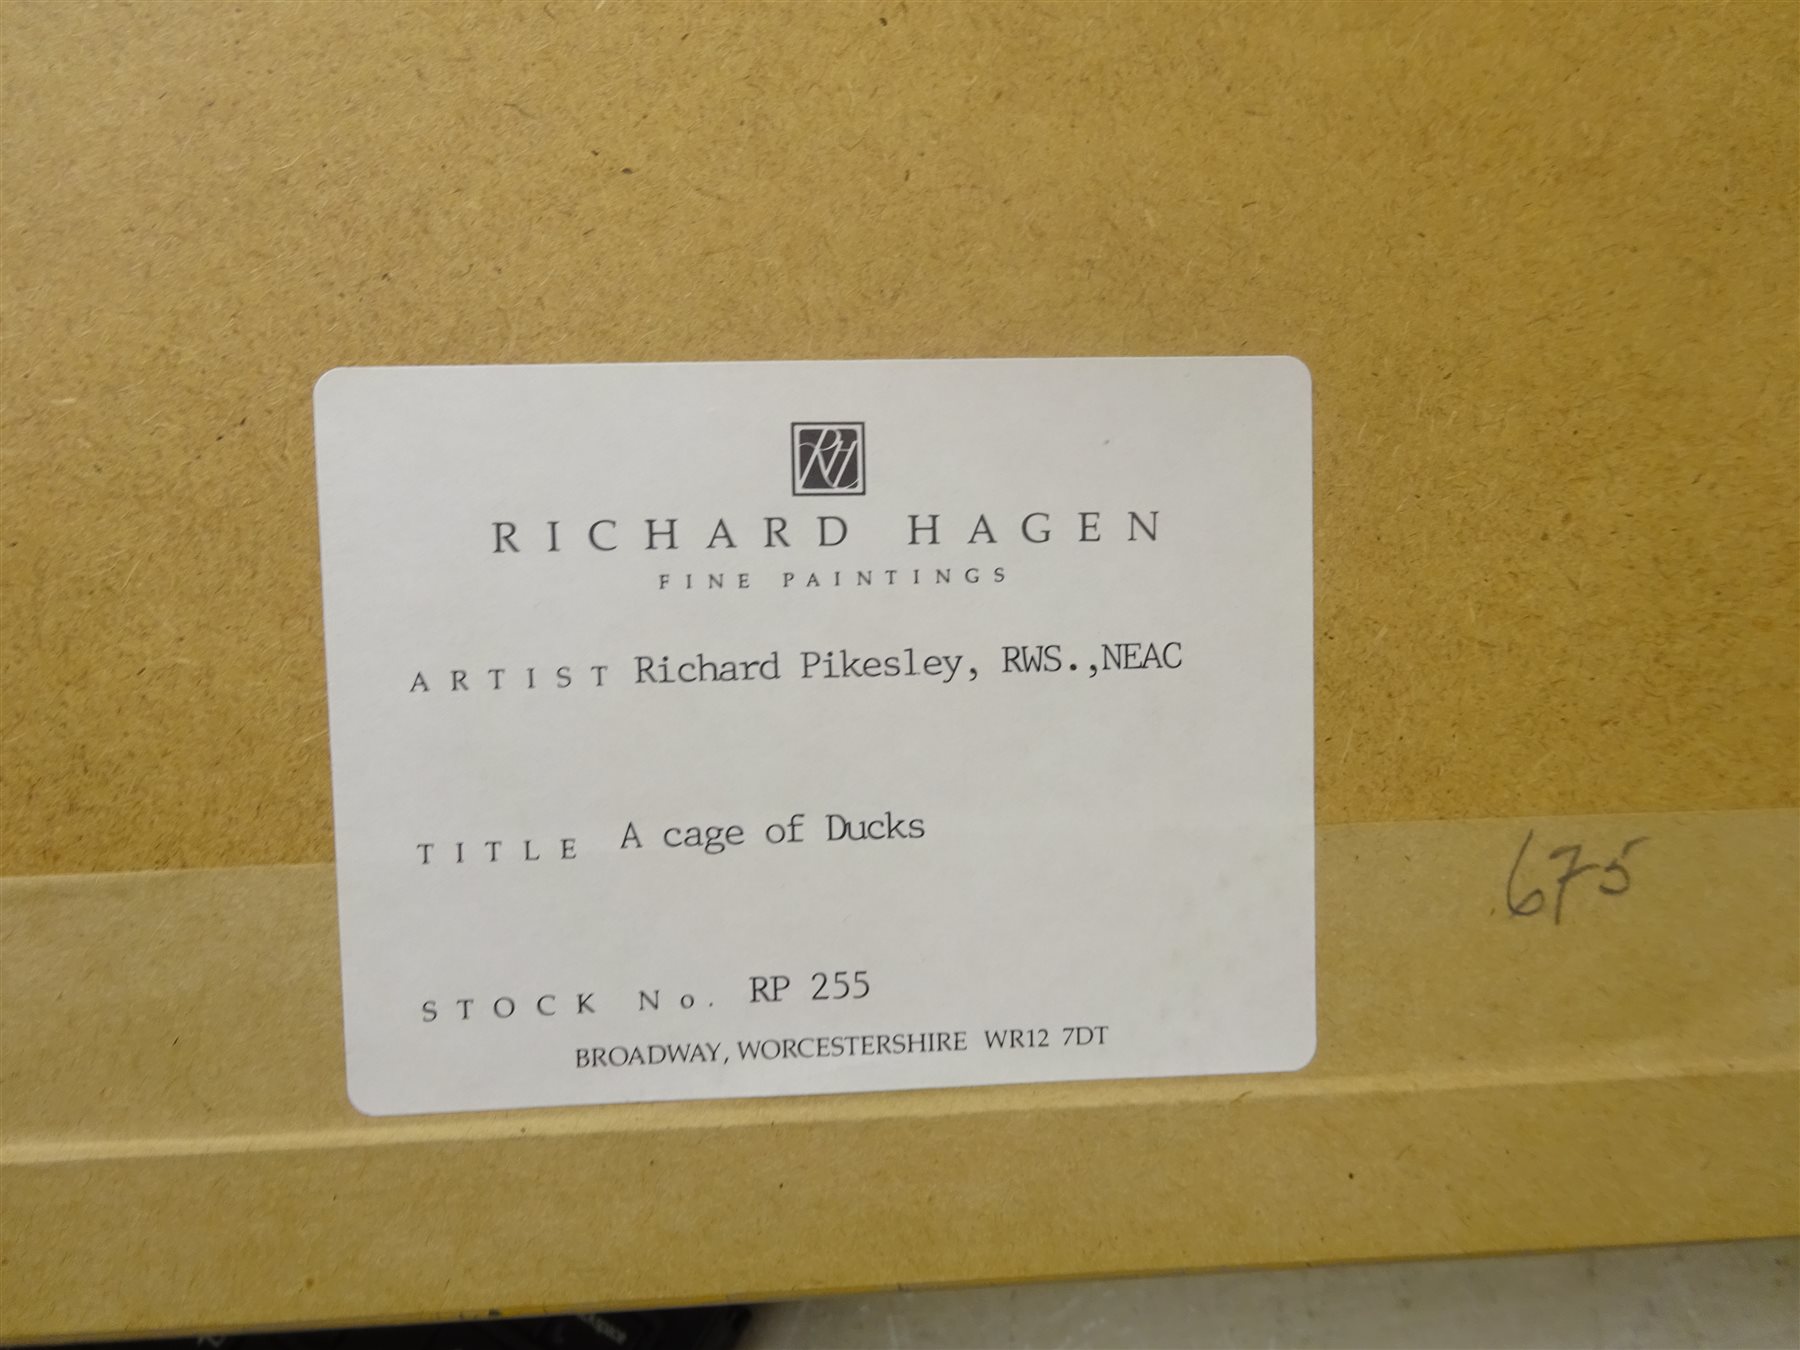 RH
RICHARD HAGEN
FINE PAINTINGS
ARTIST Richard Pikesley, RWS.,NEAC
TITLE A cage of Ducks
675
STOCK No. RP 255
BROADWAY, WORCESTERSHIRE WR12 7DT